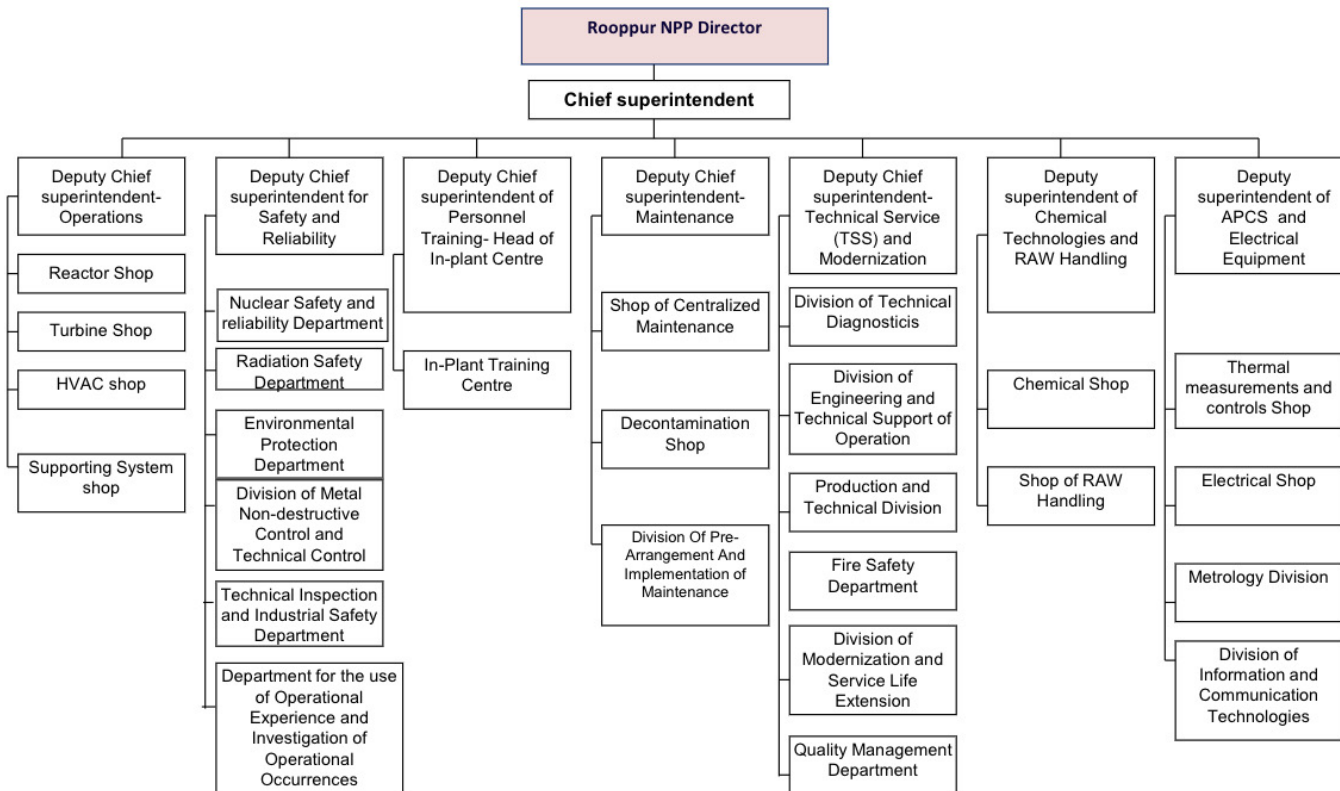 Rooppur NPP Director
Chief superintendent
Deputy Chief
superintendent-
Operations
Reactor Shop
Turbine Shop
HVAC shop
Supporting System
shop
Deputy Chief
superintendent for
Safety and
Reliability
Nuclear Safety and
reliability Department
Radiation Safety
Department
Environmental
Protection
Department
Division of Metal
Non-destructive
Control and
Technical Control
Technical Inspection
and Industrial Safety
Department
Department for the use
of Operational
Experience and
Investigation of
Operational
Occurrences
Deputy Chief
superintendent of
Personnel
Training- Head of
In-plant Centre
In-Plant Training
Centre
Deputy Chief
superintendent-
Maintenance
Shop of Centralized
Maintenance
Decontamination
Shop
Division Of Pre-
Arrangement And
Implementation of
Maintenance
Deputy Chief
superintendent-
Technical Service
(TSS) and
Modernization
Division of Technical
Diagnosticis
Division of
Engineering and
Technical Support of
Operation
Production and
Technical Division
Fire Safety
Department
Division of
Modernization and
Service Life
Extension
Quality Management
Department
Deputy
superintendent of
Chemical
Technologies and
RAW Handling
Chemical Shop
Shop of RAW
Handling
Deputy
superintendent of
APCS and
Electrical
Equipment
Thermal
measurements and
controls Shop
Electrical Shop
Metrology Division
Division of
Information and
Communication
Technologies